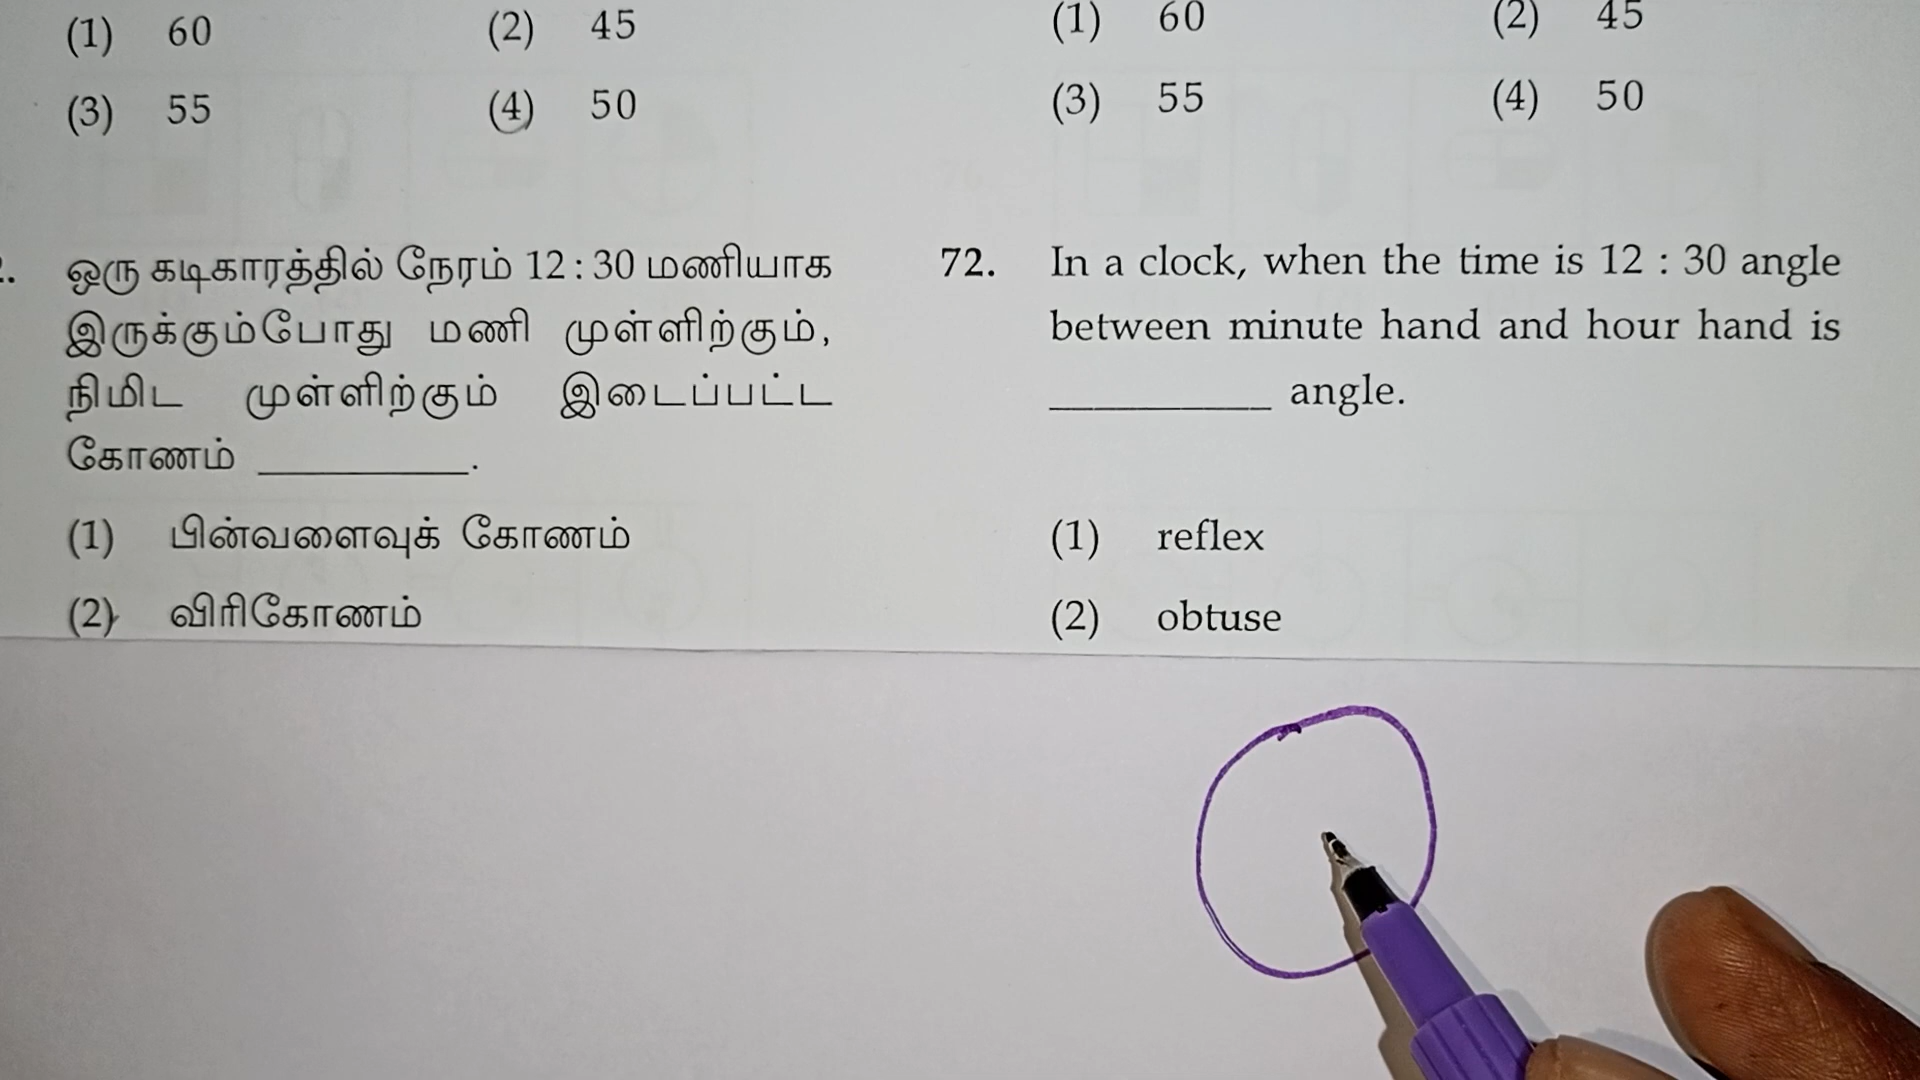 (1) 60 (2) 45
(3) 55 (4) 50
ஒரு கடிகாரத்தில் நேரம் 12 : 30 மணியாக
இருக்கும்போது மணி முள்ளிற்கும்,
நிமிட முள்ளிற்கும் இடைப்பட்ட
கோணம் __________.
(1) பின்வளைவுக் கோணம்
(2) விரிகோணம்
(1) 60 (2) 45
(3) 55 (4) 50
72. In a clock, when the time is 12 : 30 angle
between minute hand and hour hand is
__________ angle.
(1) reflex
(2) obtuse